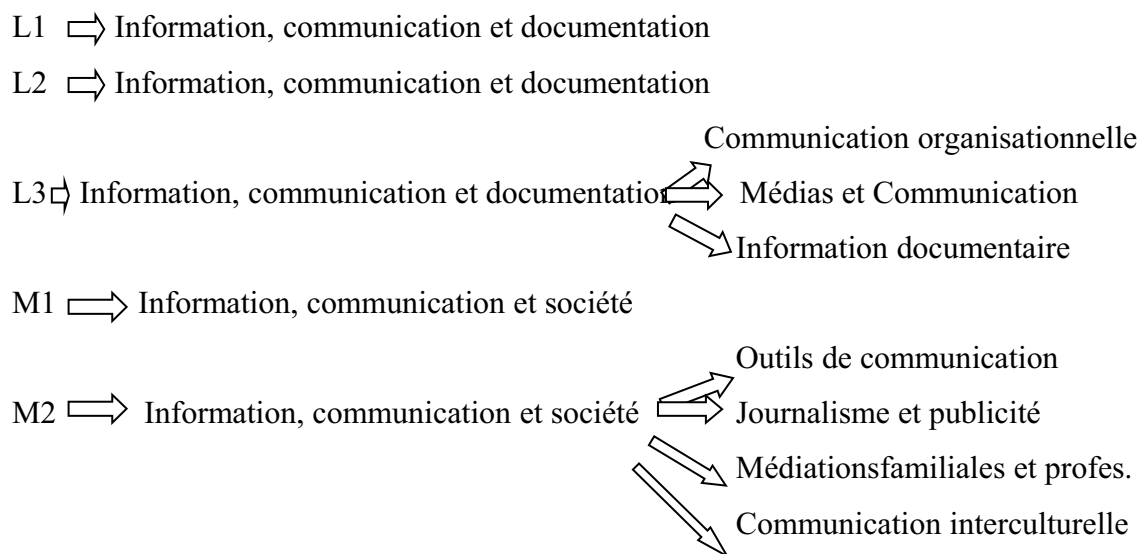 L1 Information, communication et documentation
L2 Information, communication et documentation
Communication organisationnelle
L3 Information, communication et documentation Médias et Communication
Information documentaire
M1 Information, communication et société
Outils de communication
M2 Information, communication et société Journalisme et publicité
Médiationsfamiliales et profes.
Communication interculturelle